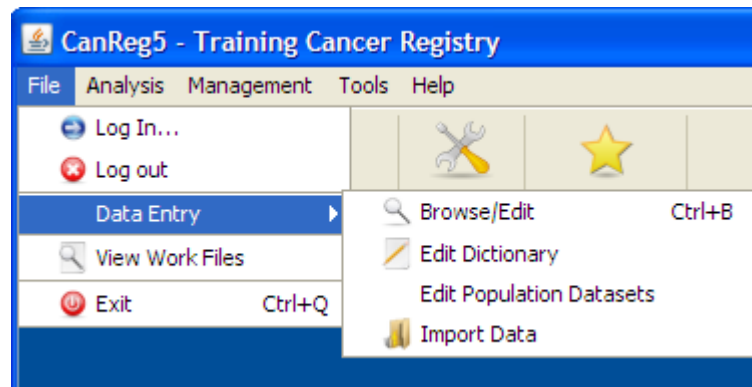 CanReg5 - Training Cancer Registry
File Analysis Management Tools Help
Log In...
Log out
Data Entry
View Work Files
Exit Ctrl+Q
Browse/Edit Ctrl+B
Edit Dictionary
Edit Population Datasets
Import Data